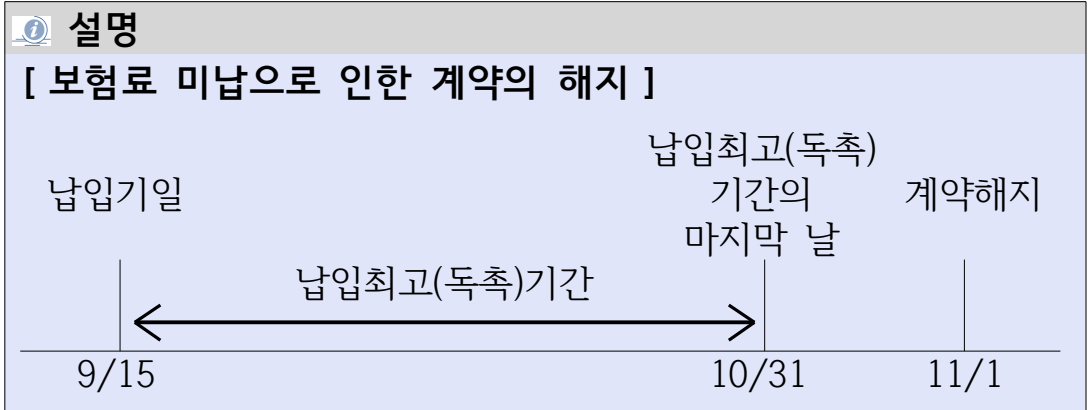 설명
[ 보험료 미납으로 인한 계약의 해지 ]
납입기일
납입최고(독촉)
기간의
마지막 날
계약해지
납입최고(독촉)기간
9/15
10/31
11/1